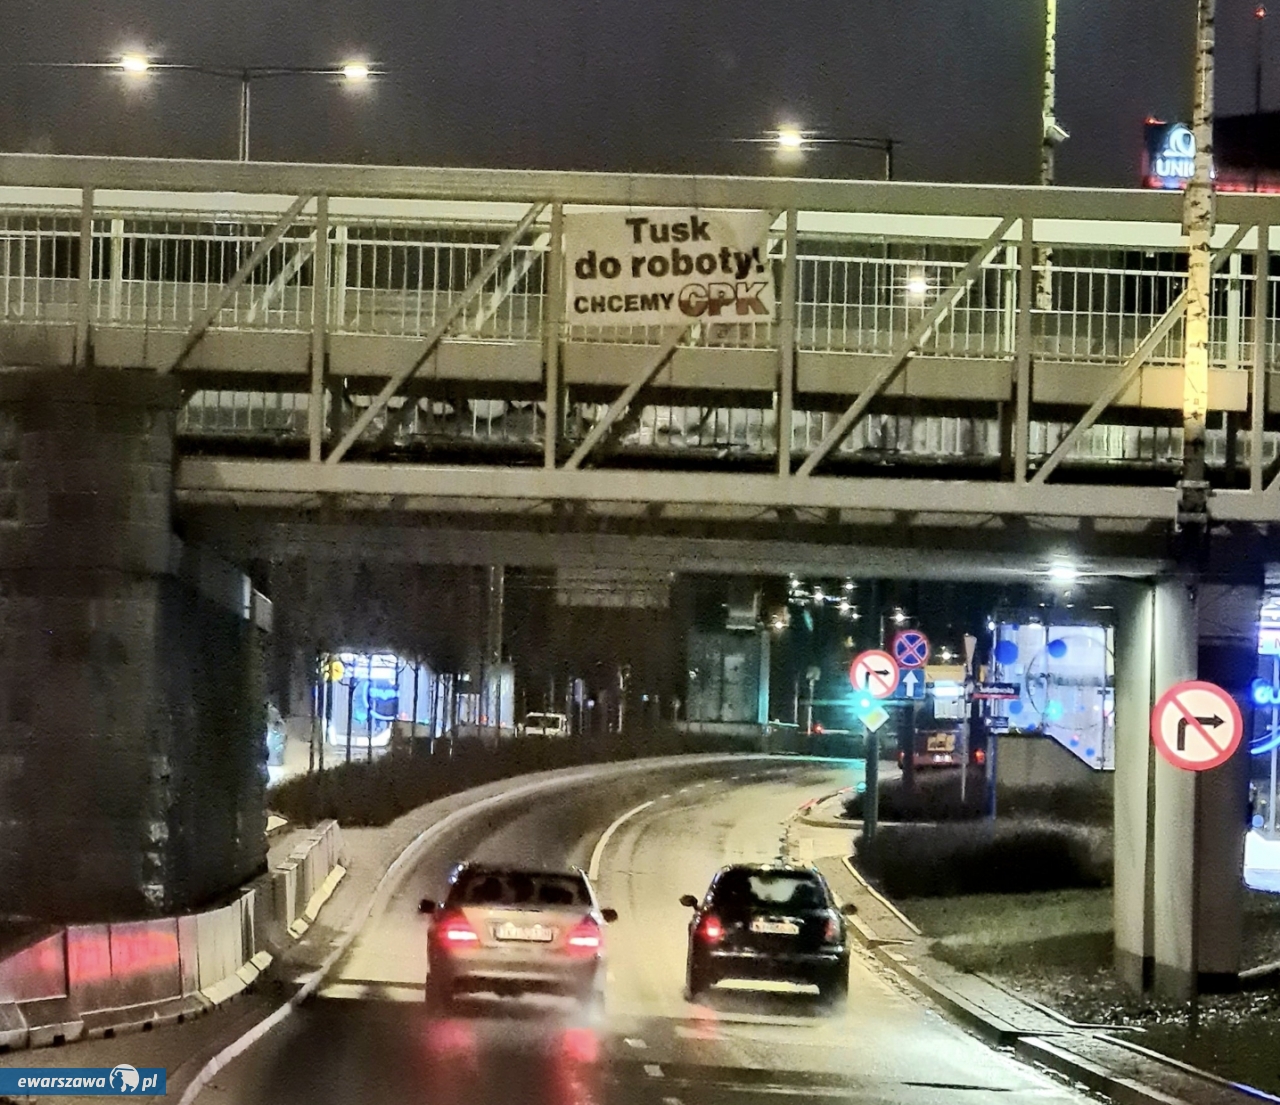 Tusk
do roboty!
CHCEMY CPK
ewarszawa.pl